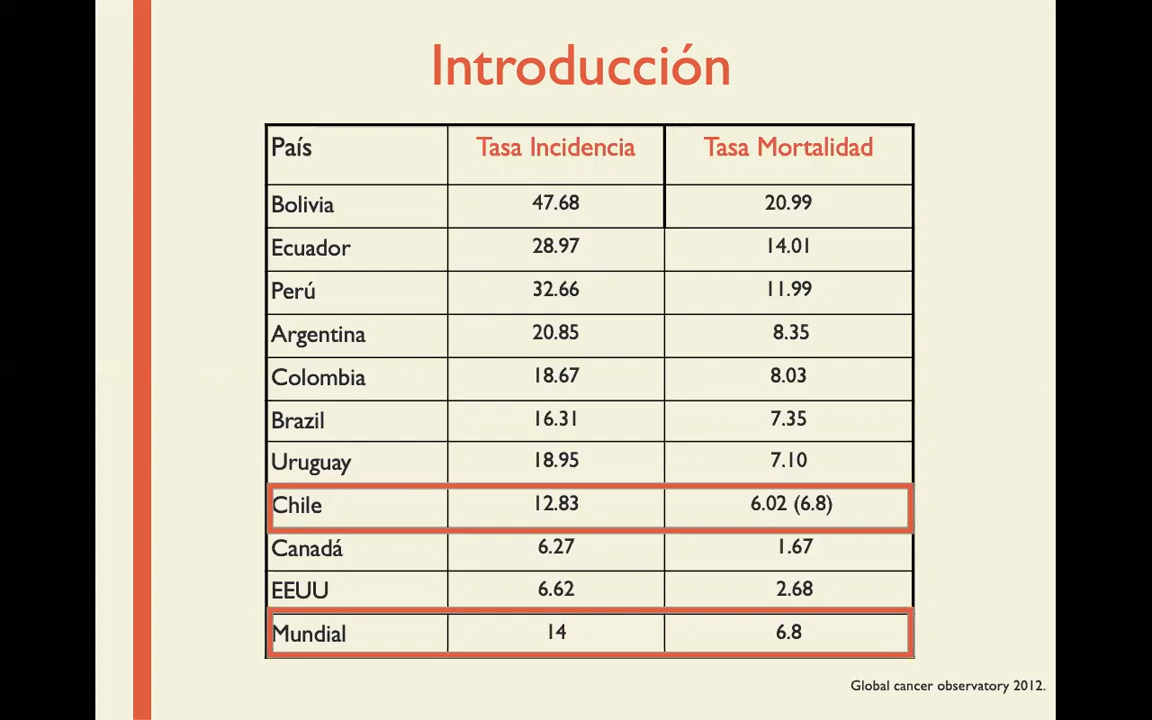 Introducción
País Tasa Incidencia Tasa Mortalidad
Bolivia 47.68 20.99
Ecuador 28.97 14.01
Perú 32.66 11.99
Argentina 20.85 8.35
Colombia 18.67 8.03
Brazil 16.31 7.35
Uruguay 18.95 7.10
Chile 12.83 6.02 (6.8)
Canadá 6.27 1.67
EEUU 6.62 2.68
Mundial 14 6.8
Global cancer observatory 2012.